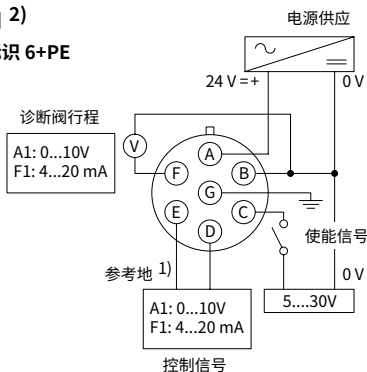 2)
识 6+PE
电源供应
24 V =+
0 V
诊断阀行程
A1: 0...10V
F1: 4...20 mA
V
A
F
B
G
E
C
D
使能信号
参考地 1)
0 V
A1: 0...10V
F1: 4...20 mA
5....30V
控制信号